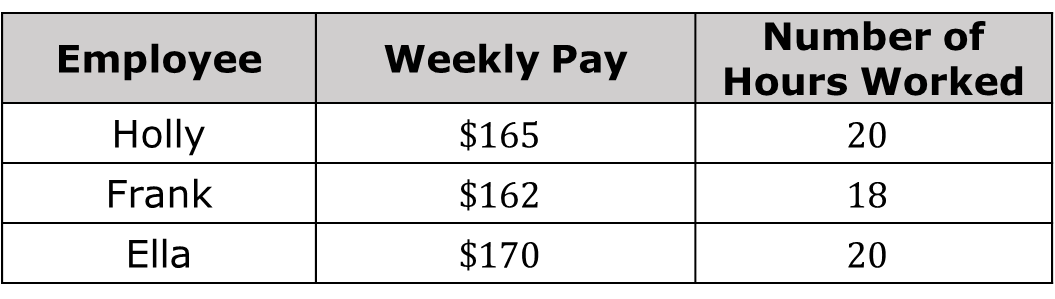 Employee Weekly Pay Number of Hours Worked
Holly $165 20
Frank $162 18
Ella $170 20